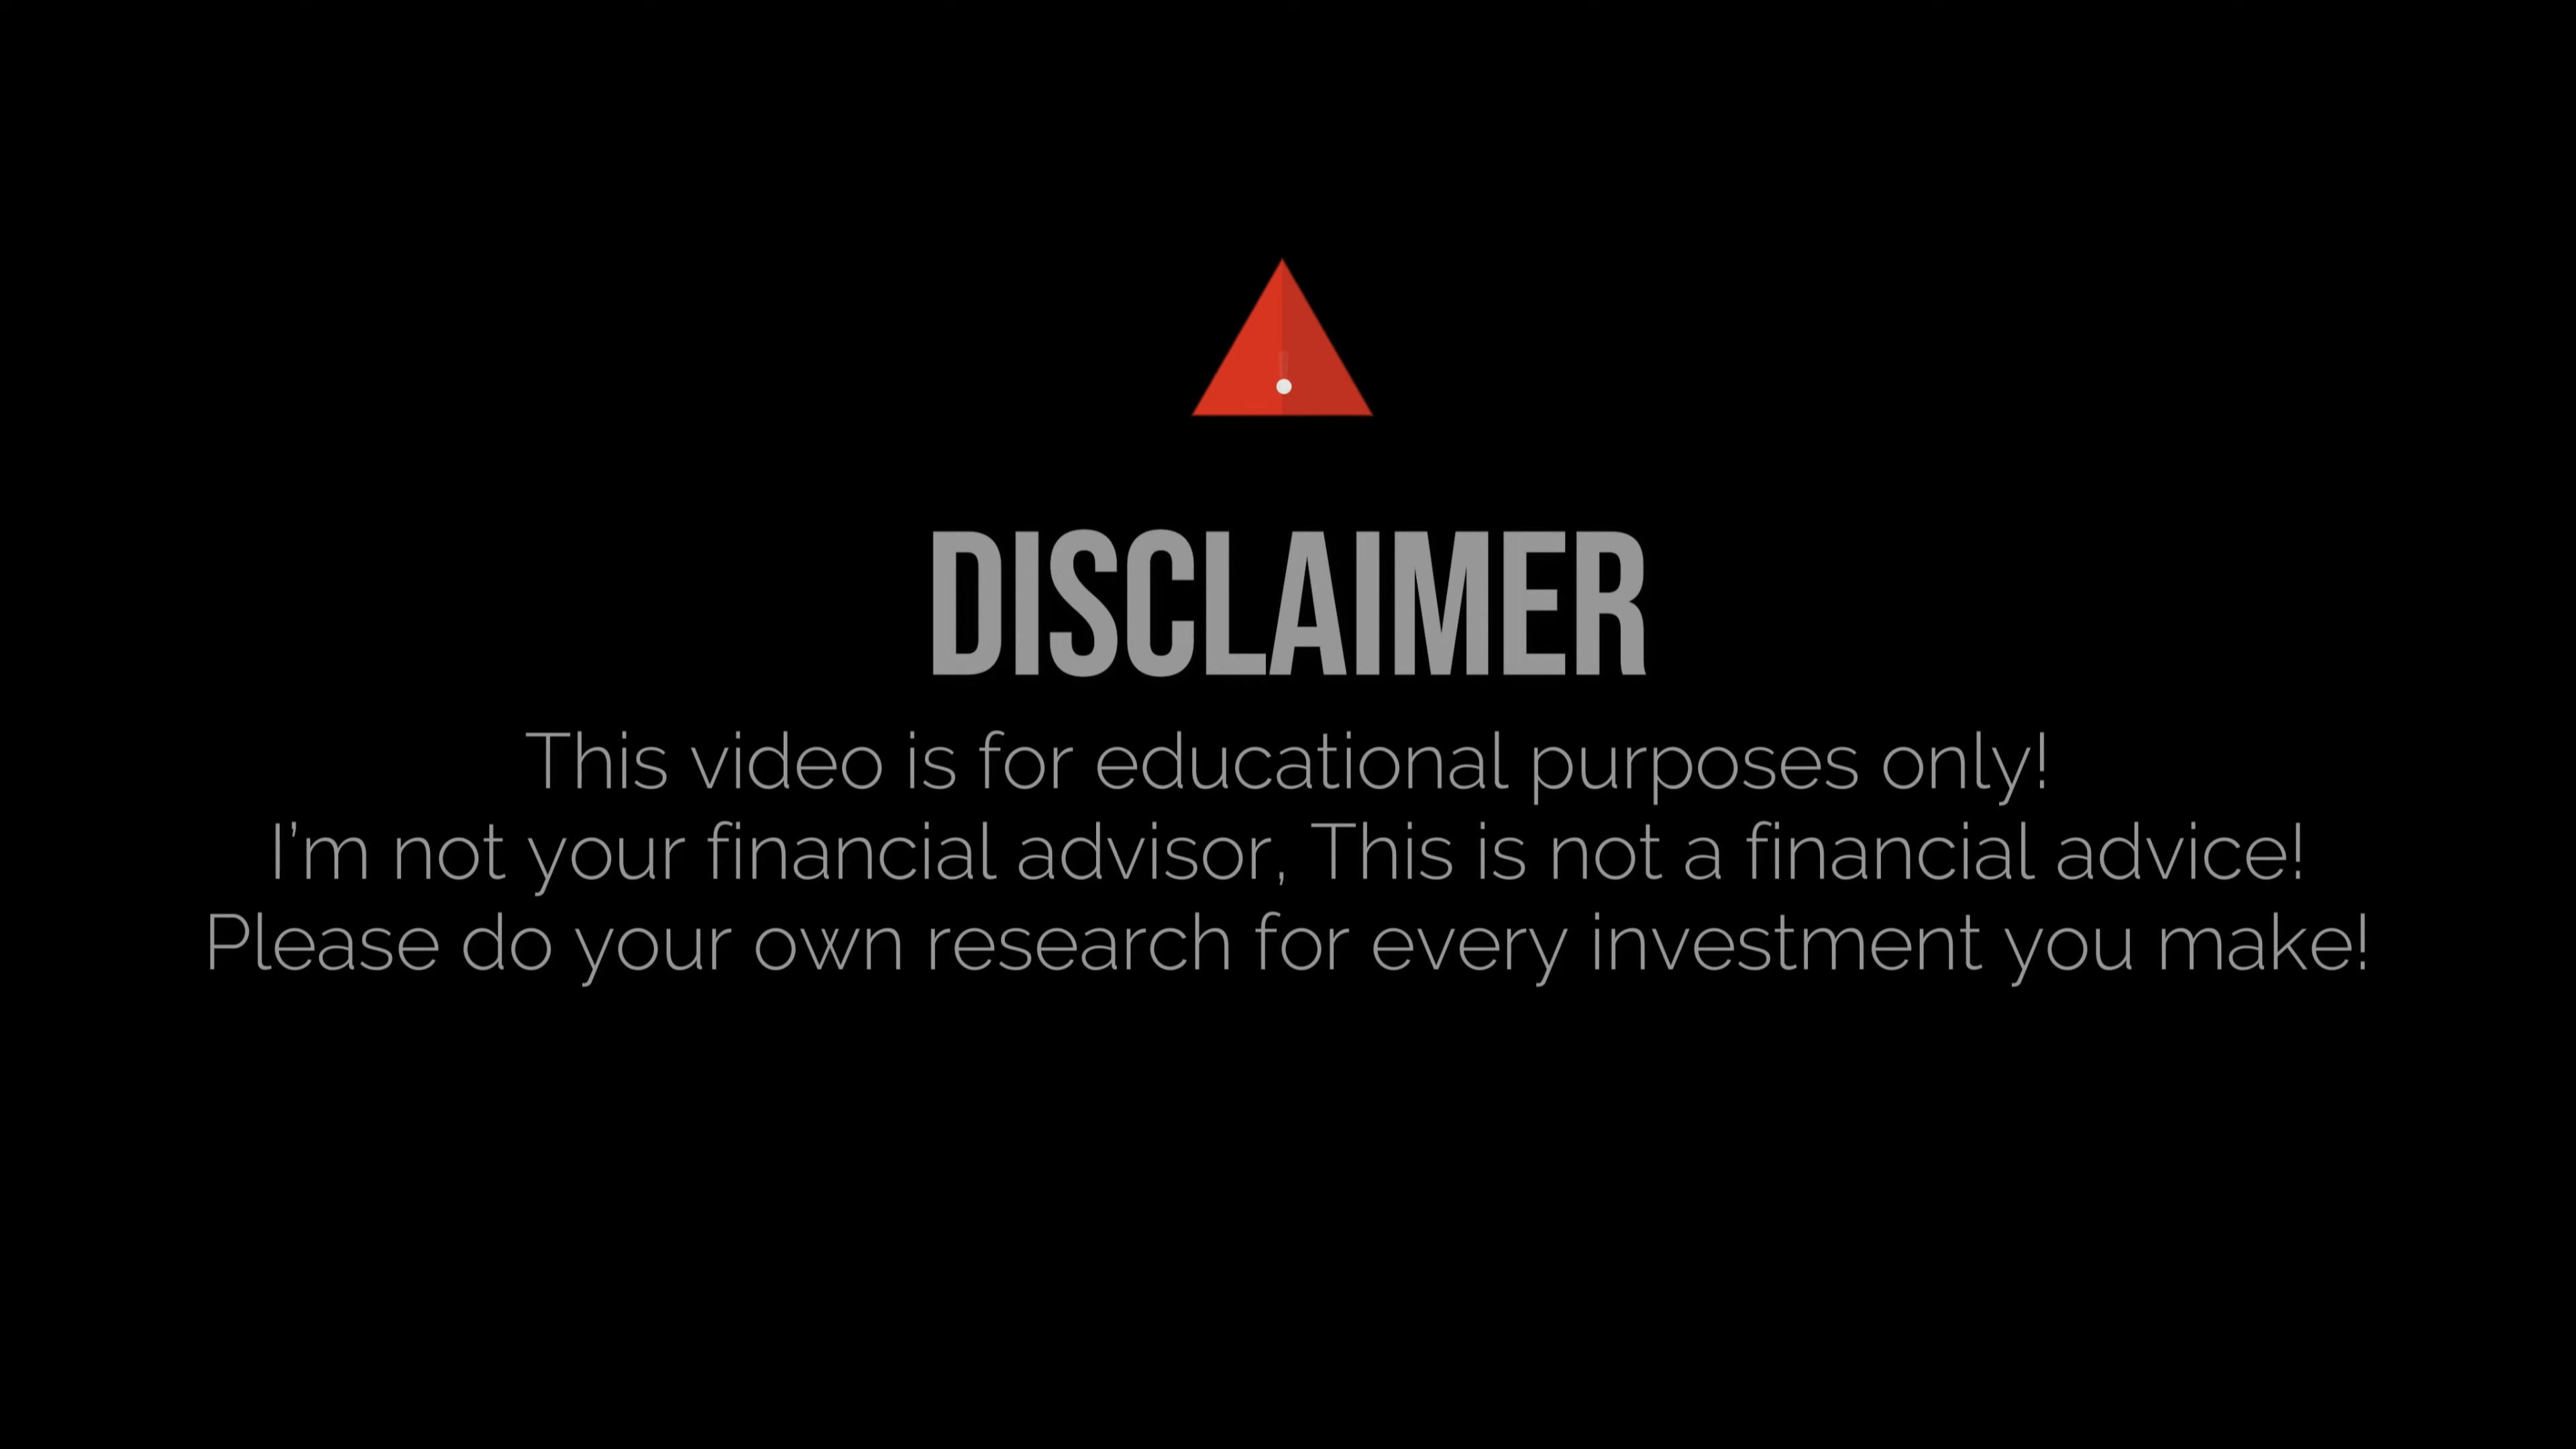 DISCLAIMER
This video is for educational purposes only!
I’m not your financial advisor, This is not a financial advice!
Please do your own research for every investment you make!